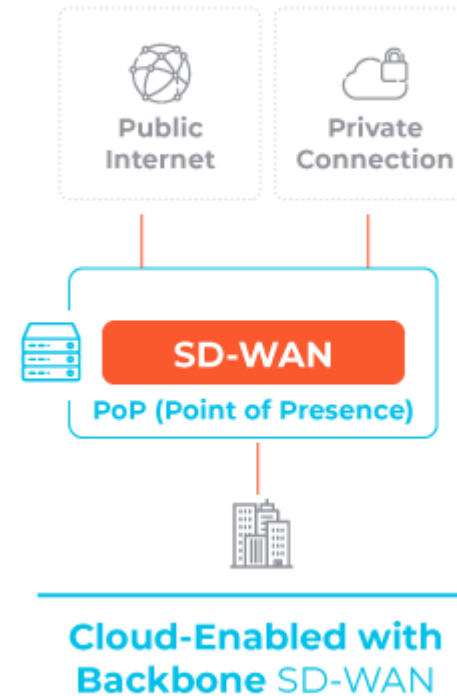 Public
Internet
Private
Connection
SD-WAN
PoP (Point of Presence)
Cloud-Enabled with
Backbone SD-WAN